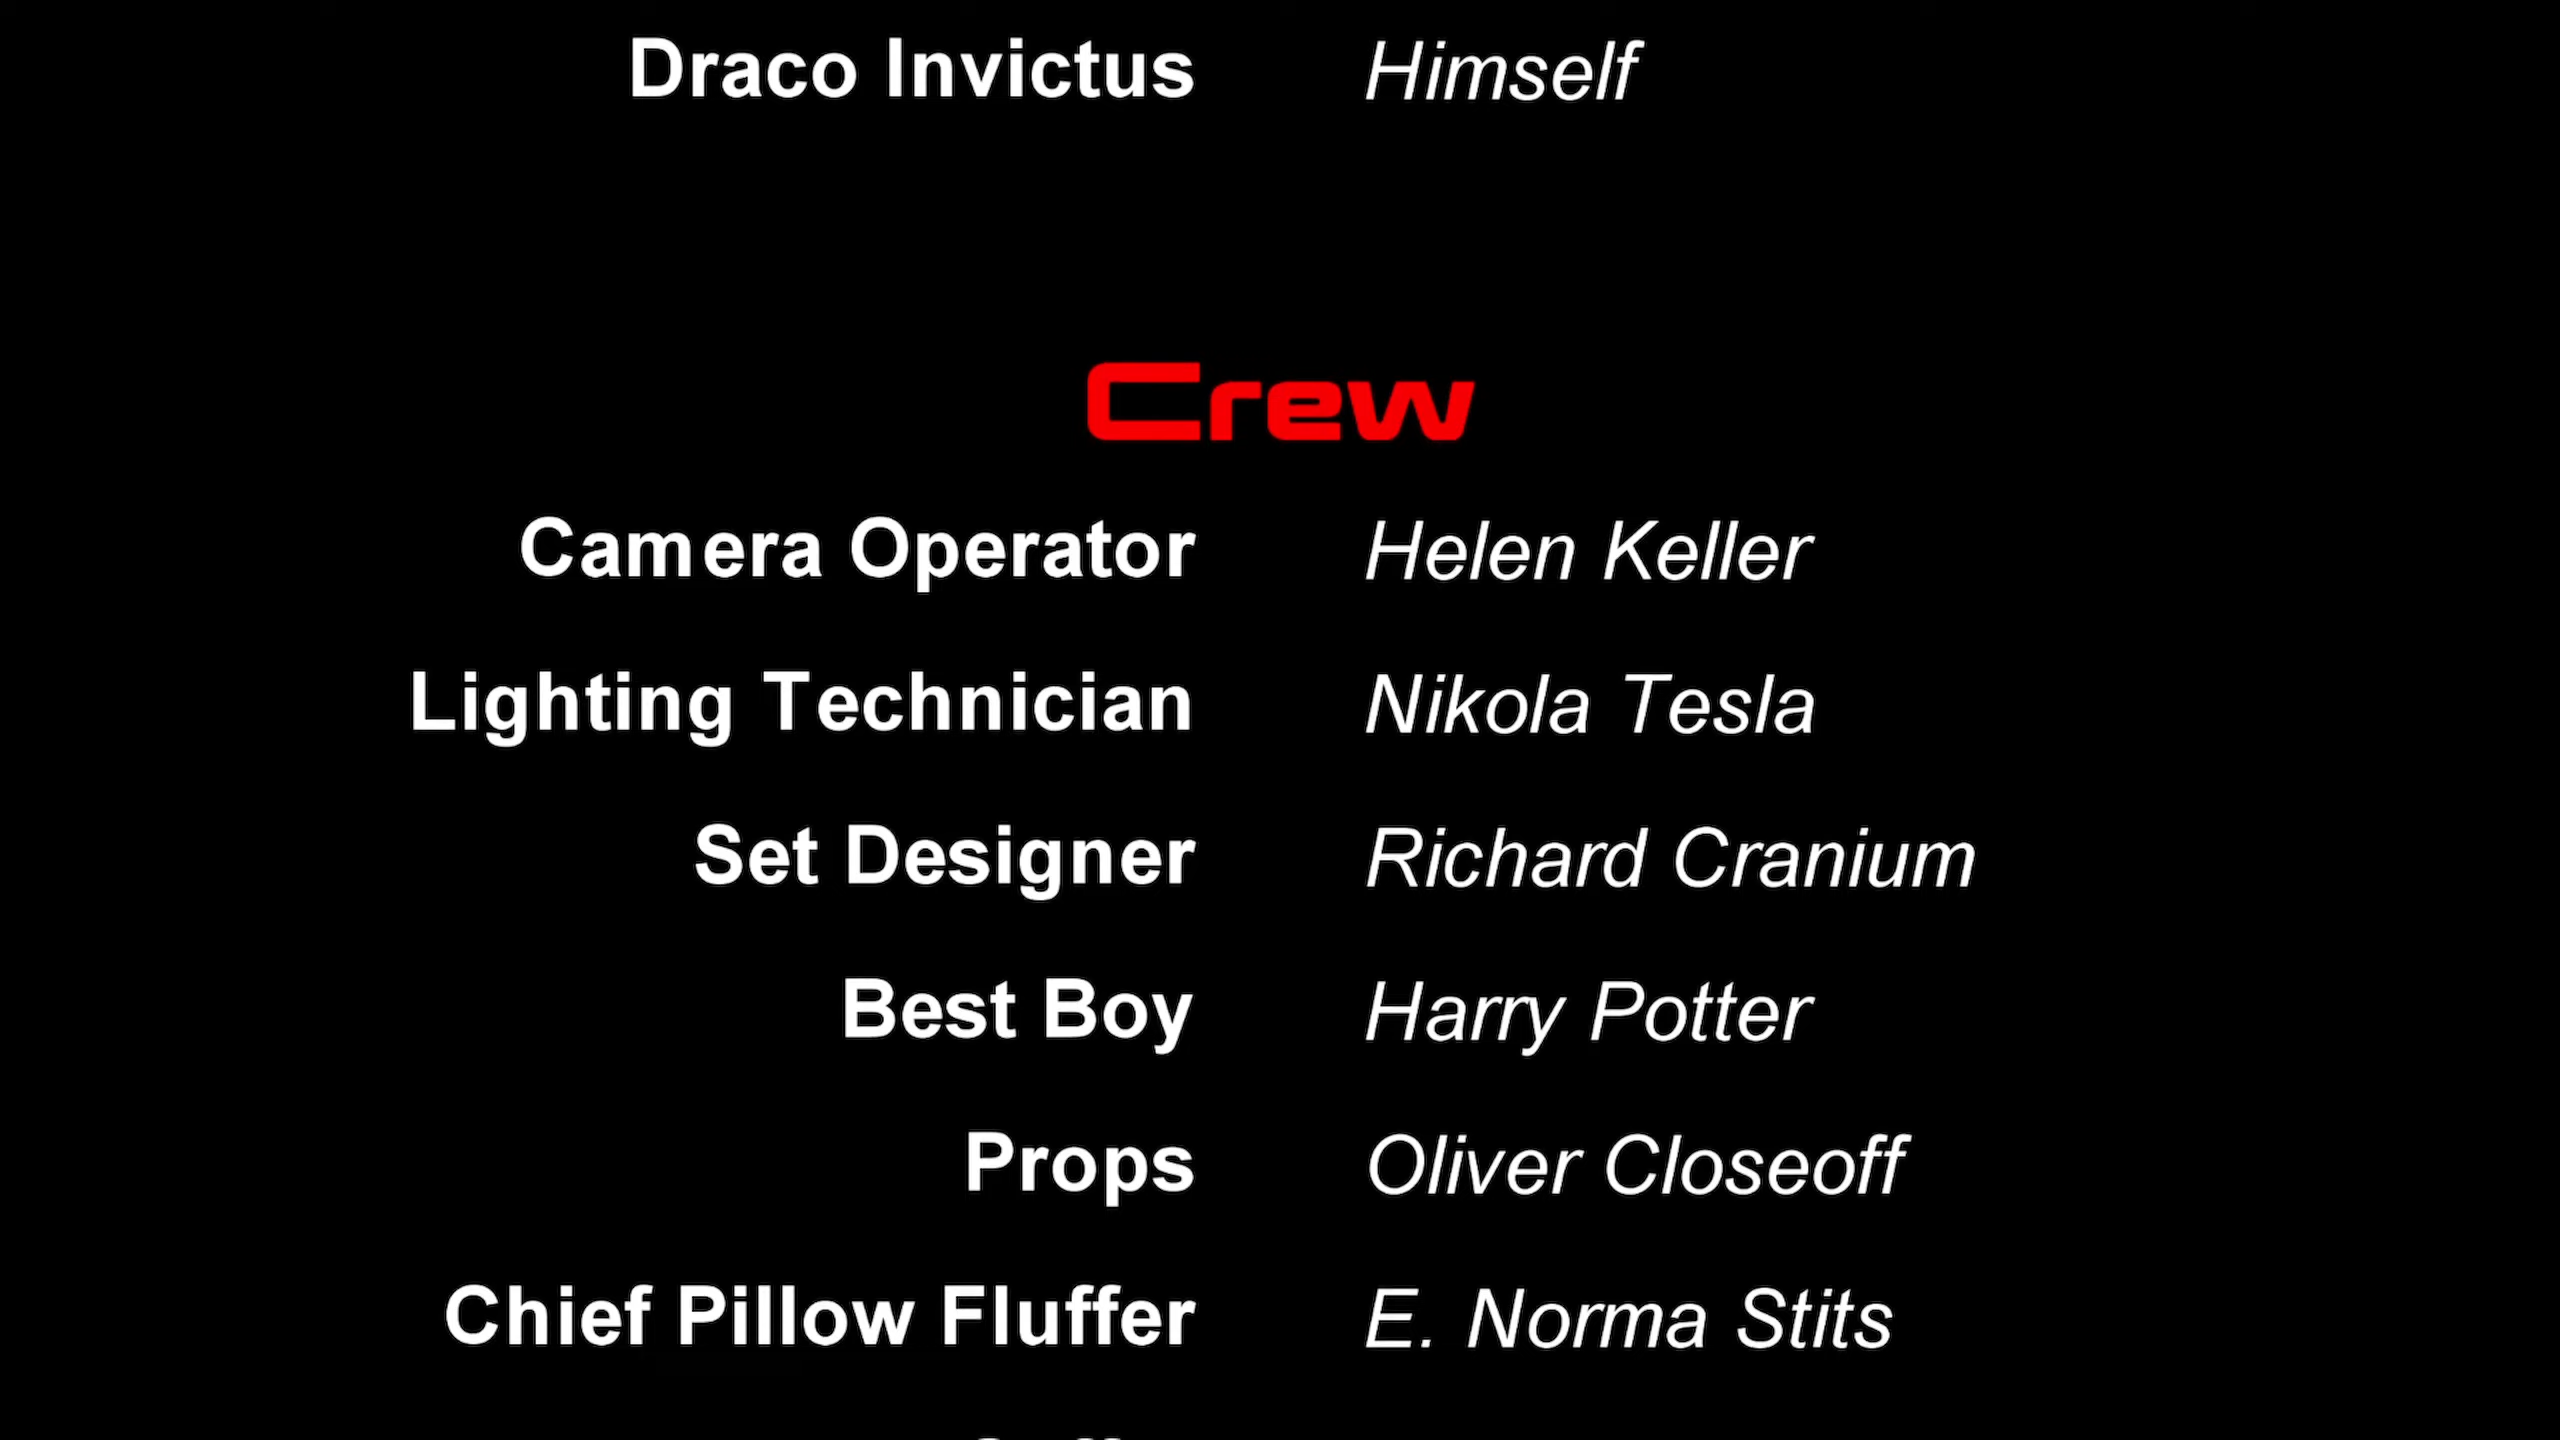 Draco Invictus Himself
Crew
Camera Operator Helen Keller
Lighting Technician Nikola Tesla
Set Designer Richard Cranium
Best Boy Harry Potter
Props Oliver Closeoff
Chief Pillow Fluffer E. Norma Stits